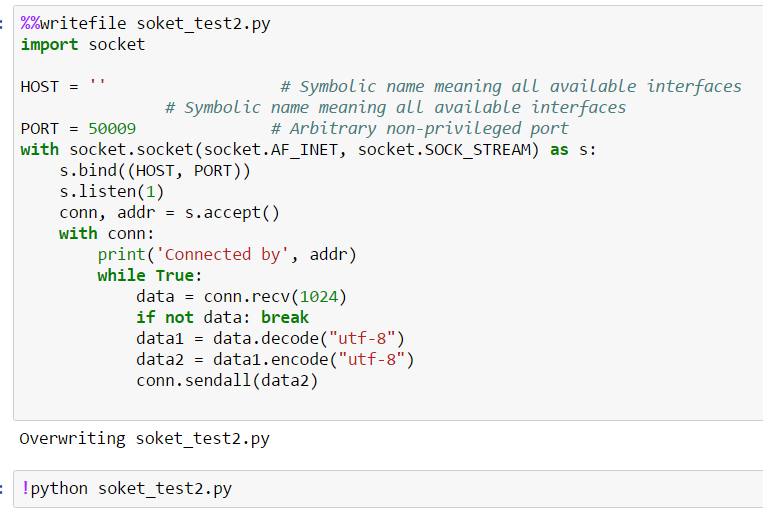 %%writefile soket_test2.py
import socket
HOST = ''                  # Symbolic name meaning all available interfaces
               # Symbolic name meaning all available interfaces
PORT = 50009              # Arbitrary non-privileged port
with socket.socket(socket.AF_INET, socket.SOCK_STREAM) as s:
    s.bind((HOST, PORT))
    s.listen(1)
    conn, addr = s.accept()
    with conn:
        print('Connected by', addr)
        while True:
            data = conn.recv(1024)
            if not data: break
            data1 = data.decode("utf-8")
            data2 = data1.encode("utf-8")
            conn.sendall(data2)
Overwriting soket_test2.py
!python soket_test2.py